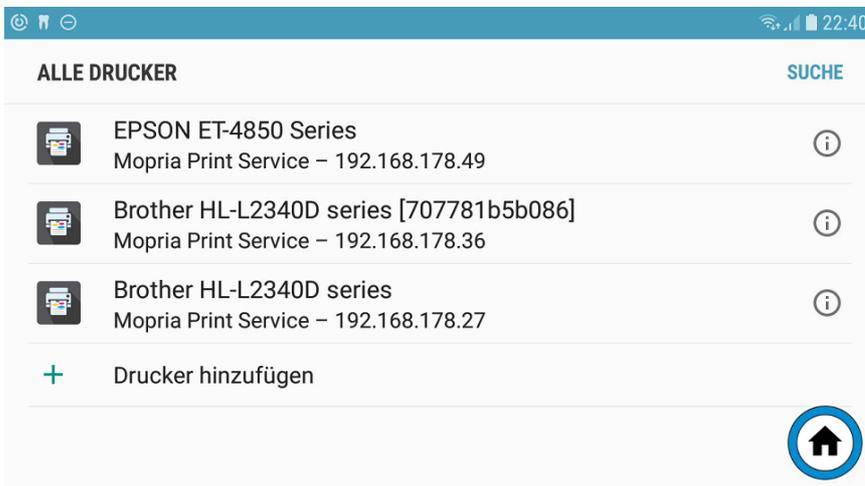 22:40
ALLE DRUCKER
SUCHE
EPSON ET-4850 Series
Mopria Print Service – 192.168.178.49
Brother HL-L2340D series [707781b5b086]
Mopria Print Service – 192.168.178.36
Brother HL-L2340D series
Mopria Print Service – 192.168.178.27
Drucker hinzufügen